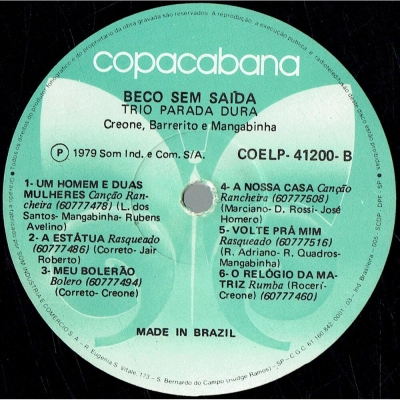 copacabana
BECO SEM SAÍDA
TRIO PARADA DURA
Creone, Barrerito e Mangabinha
P 1979 Som Ind. e Com. S/A.
COELP- 41200- B
1- UM HOMEM E DUAS
MULHERES Canção Ran-
cheira (60777478) (L. dos
Santos- Mangabinha- Rubens
Avelino)
2- A ESTÁTUA Rasqueado
(60777486) (Correto- Jair
Roberto)
3- MEU BOLERÃO
Bolero (60777494)
(Correto- Creone)
4- A NOSSA CASA Canção
Rancheira (60777508)
(Marciano- D. Rossi- José
Homero)
5- VOLTE PRÁ MIM
Rasqueado (60777516)
(R. Adriano- R. Quadros-
Mangabinha)
6- O RELÓGIO DA MA-
TRIZ Rumba (Rocerí-
Creone) (60777460)
MADE IN BRAZIL